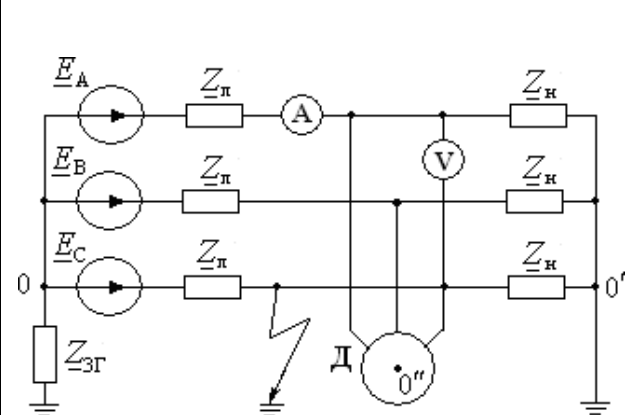 E_A Z_л A Z_н
E_B Z_л V Z_н
E_C Z_л Z_н
0 0'
Z_ЗГ Д 0"